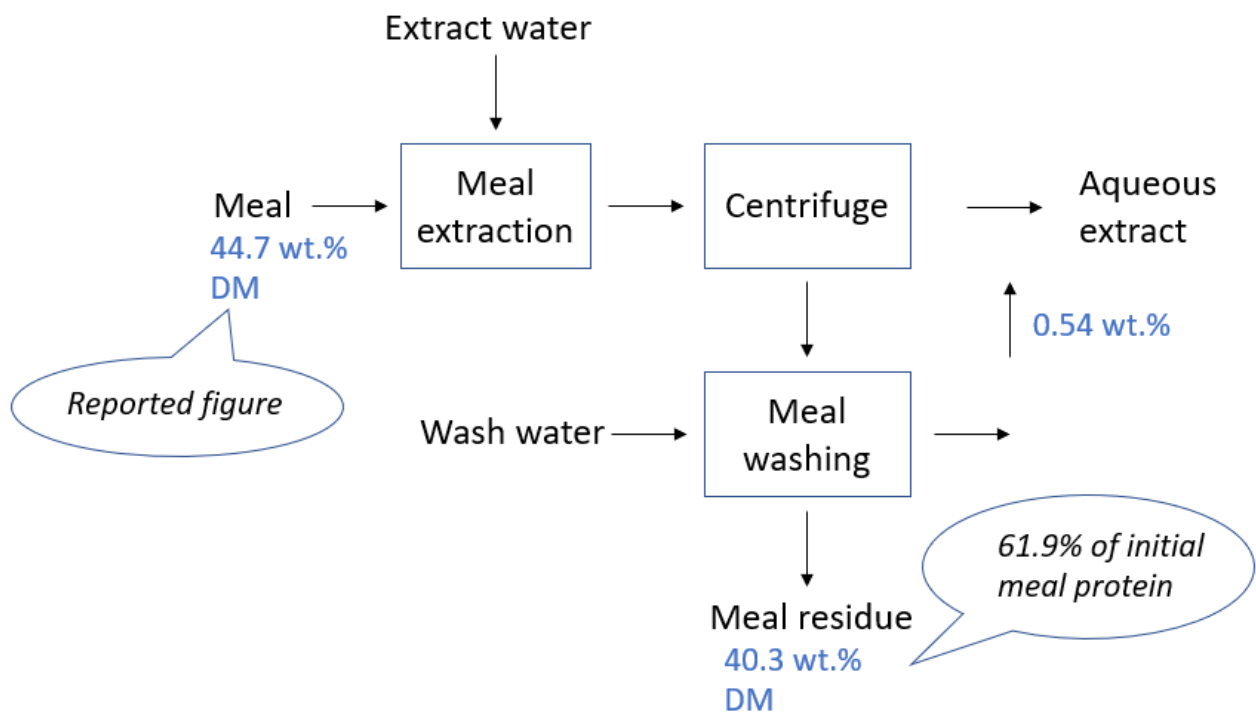 Extract water
Meal
extraction
Centrifuge
Aqueous
extract
Meal
44.7 wt.%
DM
Reported figure
0.54 wt.%
Wash water
Meal
washing
61.9% of initial
meal protein
Meal residue
40.3 wt.%
DM